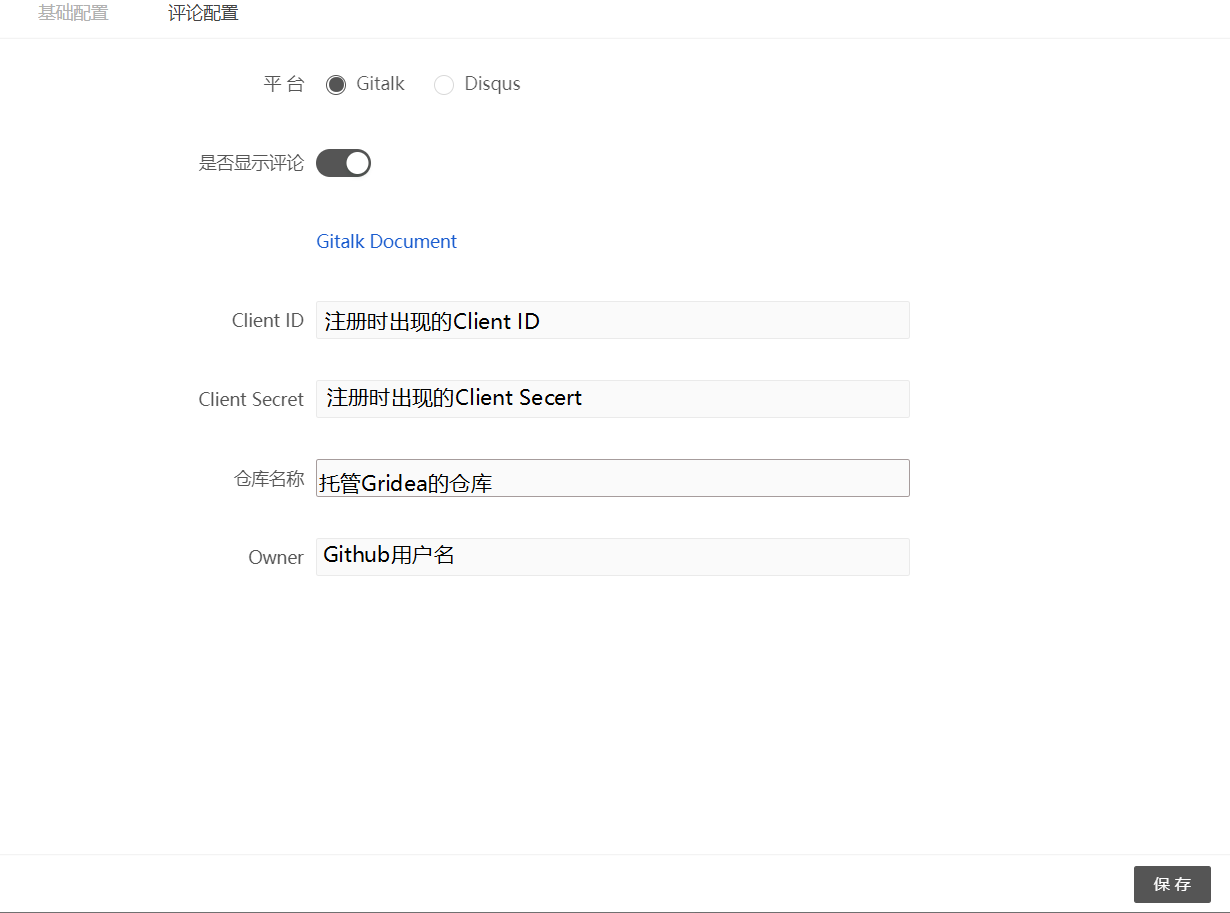 基础配置 评论配置
平台 Gitalk Disqus
是否显示评论
Gitalk Document
Client ID 注册时出现的Client ID
Client Secret 注册时出现的Client Secert
仓库名称 托管Gridea的仓库
Owner Github用户名
保存